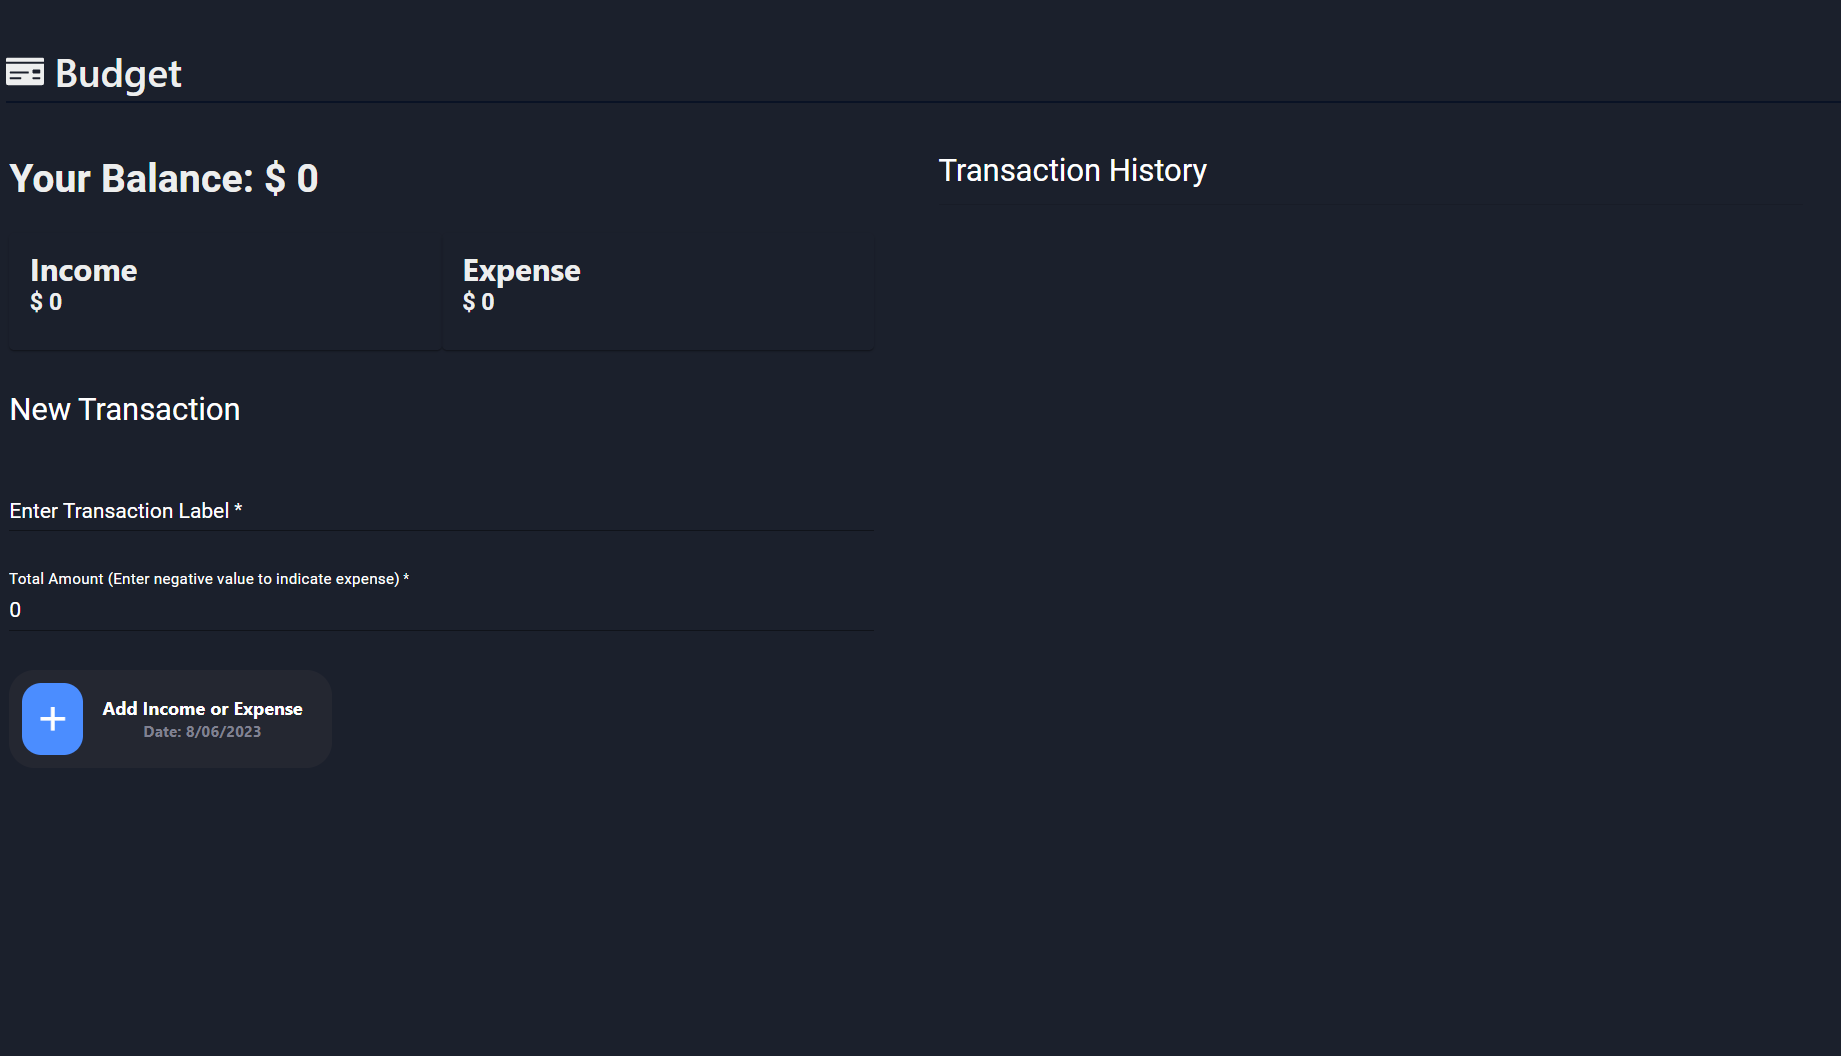 Budget
Your Balance: $ 0
Income
$ 0
Expense
$ 0
New Transaction
Enter Transaction Label *
Total Amount (Enter negative value to indicate expense) *
0
Add Income or Expense
Date: 8/06/2023
Transaction History